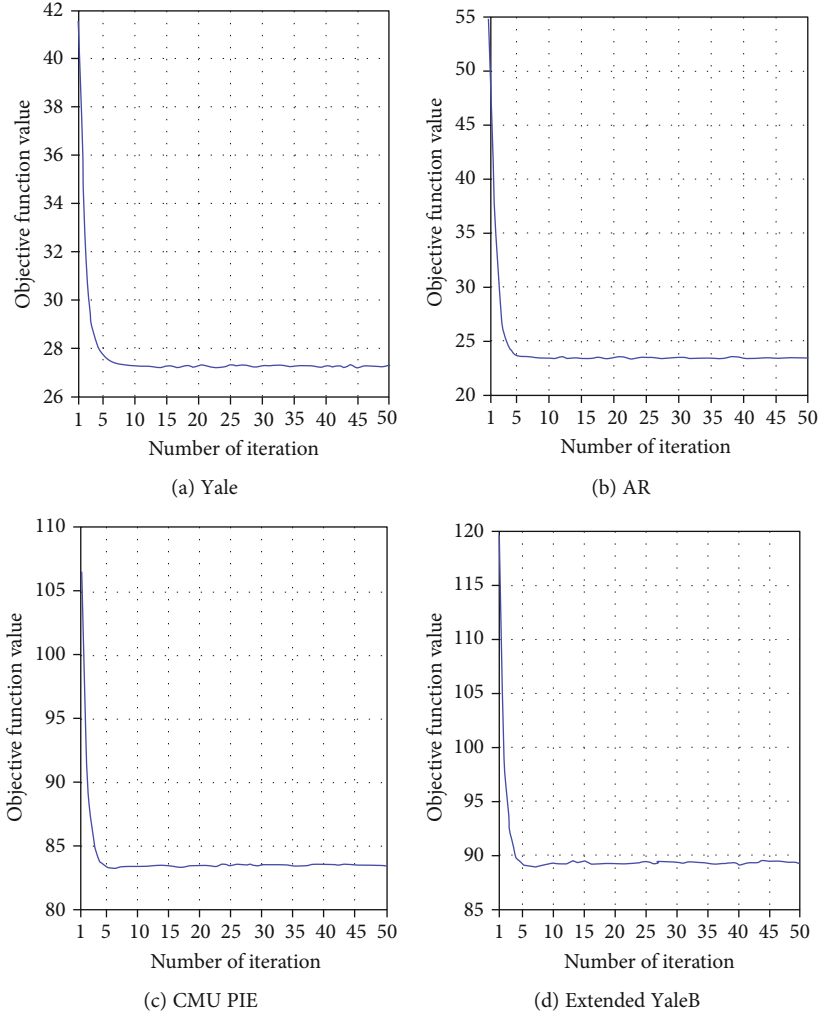 42
40
38
36
34
32
30
28
26
Objective function value
1 5 10 15 20 25 30 35 40 45 50
Number of iteration
(a) Yale
55
50
45
40
35
30
25
20
Objective function value
1 5 10 15 20 25 30 35 40 45 50
Number of iteration
(b) AR
110
105
100
95
90
85
80
Objective function value
1 5 10 15 20 25 30 35 40 45 50
Number of iteration
(c) CMU PIE
120
115
110
105
100
95
90
85
Objective function value
1 5 10 15 20 25 30 35 40 45 50
Number of iteration
(d) Extended YaleB